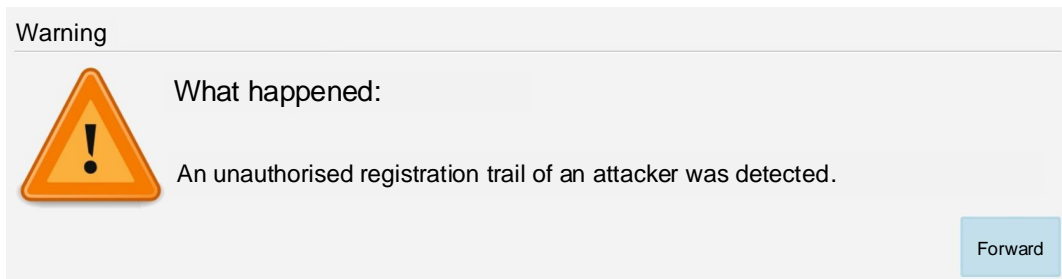 Warning
What happened:
An unauthorised registration trail of an attacker was detected.
Forward